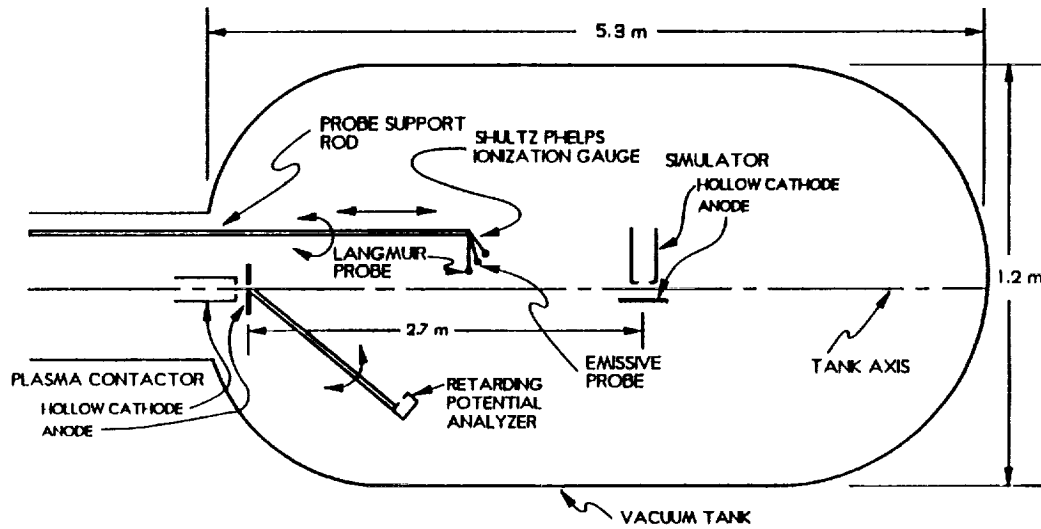 5.3 m
PROBE SUPPORT
ROD
SHULTZ PHELPS
IONIZATION GAUGE
SIMULATOR
HOLLOW CATHODE
ANODE
LANGMUIR
PROBE
1.2 m
2.7 m
PLASMA CONTACTOR
HOLLOW CATHODE
ANODE
EMISSIVE
PROBE
TANK AXIS
RETARDING
POTENTIAL
ANALYZER
VACUUM TANK